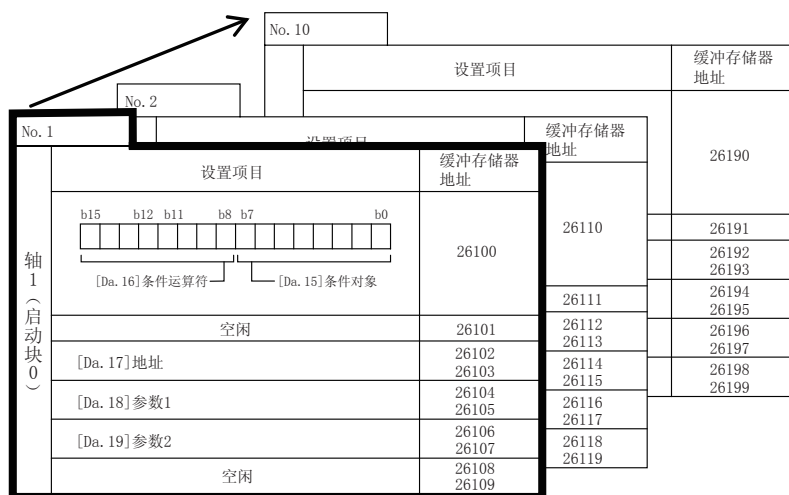 No.10
设置项目
缓冲存储器
地址
26190
26191
26192
26193
26194
26195
26196
26197
26198
26199
No.2
设置项目
缓冲存储器
地址
26110
26111
26112
26113
26114
26115
26116
26117
26118
26119
No.1
轴1（启动块0）
设置项目
缓冲存储器
地址
b15 b12 b11 b8 b7 b0
[Da.16]条件运算符
[Da.15]条件对象
26100
空闲
26101
[Da.17]地址
26102
26103
[Da.18]参数1
26104
26105
[Da.19]参数2
26106
26107
空闲
26108
26109